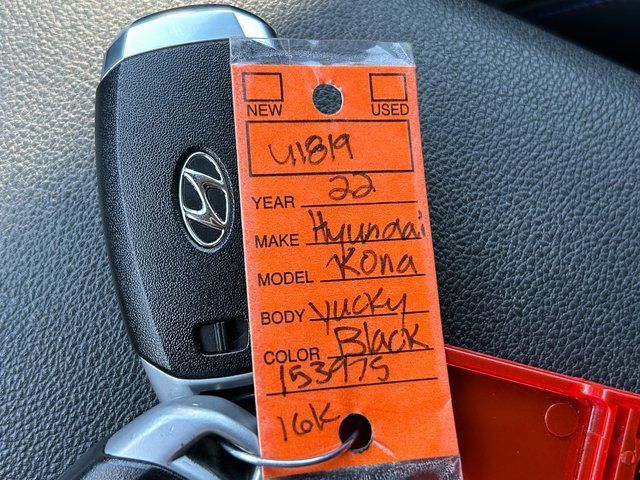 NEW USED
U1819
YEAR 22
MAKE Hyundai
MODEL Kona
BODY Yucky
COLOR Black
153975
16K